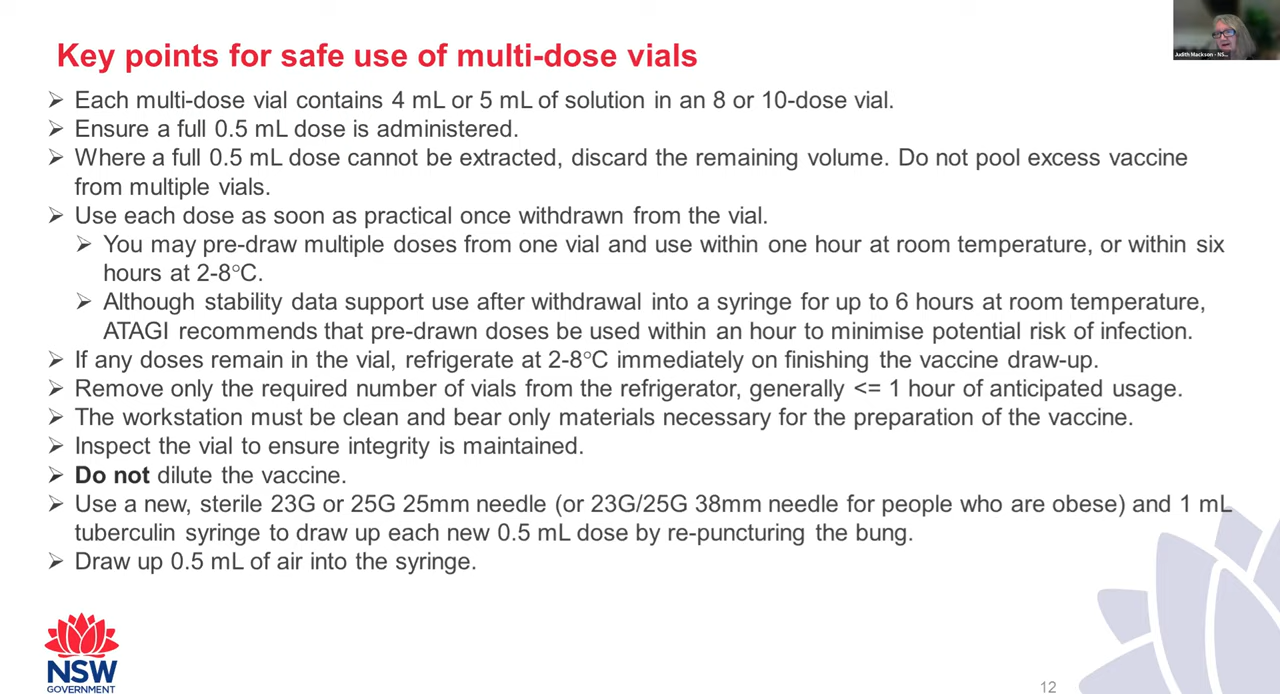 Judith Mackson - NS...
Key points for safe use of multi-dose vials
➢ Each multi-dose vial contains 4 mL or 5 mL of solution in an 8 or 10-dose vial.
➢ Ensure a full 0.5 mL dose is administered.
➢ Where a full 0.5 mL dose cannot be extracted, discard the remaining volume. Do not pool excess vaccine
from multiple vials.
➢ Use each dose as soon as practical once withdrawn from the vial.
➢ You may pre-draw multiple doses from one vial and use within one hour at room temperature, or within six
hours at 2-8°C.
➢ Although stability data support use after withdrawal into a syringe for up to 6 hours at room temperature,
ATAGI recommends that pre-drawn doses be used within an hour to minimise potential risk of infection.
➢ If any doses remain in the vial, refrigerate at 2-8°C immediately on finishing the vaccine draw-up.
➢ Remove only the required number of vials from the refrigerator, generally <= 1 hour of anticipated usage.
➢ The workstation must be clean and bear only materials necessary for the preparation of the vaccine.
➢ Inspect the vial to ensure integrity is maintained.
➢ Do not dilute the vaccine.
➢ Use a new, sterile 23G or 25G 25mm needle (or 23G/25G 38mm needle for people who are obese) and 1 mL
tuberculin syringe to draw up each new 0.5 mL dose by re-puncturing the bung.
➢ Draw up 0.5 mL of air into the syringe.
NSW
GOVERNMENT
12